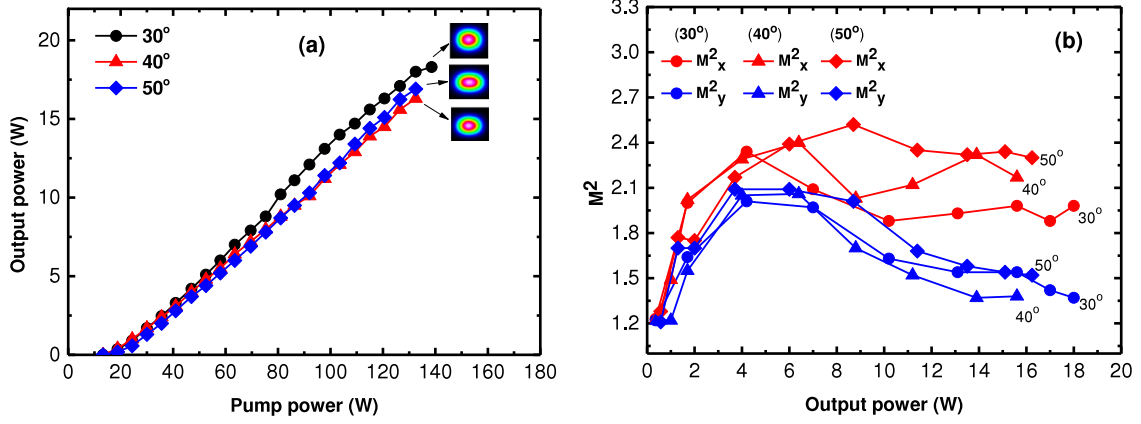 (a)
30°
40°
50°
Output power (W)
20
15
10
5
0
0 20 40 60 80 100 120 140 160 180
Pump power (W)
(b)
(30°) (40°) (50°)
M²x M²x M²x
M²y M²y M²y
M²
3.3
3.0
2.7
2.4
2.1
1.8
1.5
1.2
50°
40°
30°
50°
30°
40°
0 2 4 6 8 10 12 14 16 18 20
Output power (W)